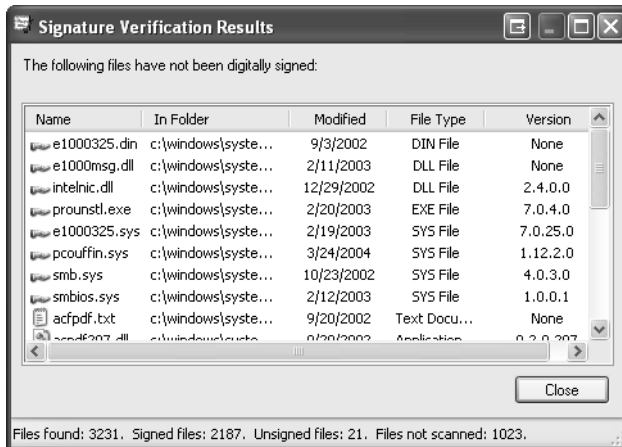 Signature Verification Results
The following files have not been digitally signed:
Name In Folder Modified File Type Version
e1000325.din c:\windows\syste... 9/3/2002 DIN File None
e1000msg.dll c:\windows\syste... 2/11/2003 DLL File None
intelnic.dll c:\windows\syste... 12/29/2002 DLL File 2.4.0.0
prounstl.exe c:\windows\syste... 2/20/2003 EXE File 7.0.4.0
e1000325.sys c:\windows\syste... 2/19/2003 SYS File 7.0.25.0
pcouffin.sys c:\windows\syste... 3/24/2004 SYS File 1.12.2.0
smb.sys c:\windows\syste... 10/23/2002 SYS File 4.0.3.0
smbios.sys c:\windows\syste... 2/12/2003 SYS File 1.0.0.1
acfpdf.txt c:\windows\syste... 9/20/2002 Text Docu... None
Close
Files found: 3231. Signed files: 2187. Unsigned files: 21. Files not scanned: 1023.